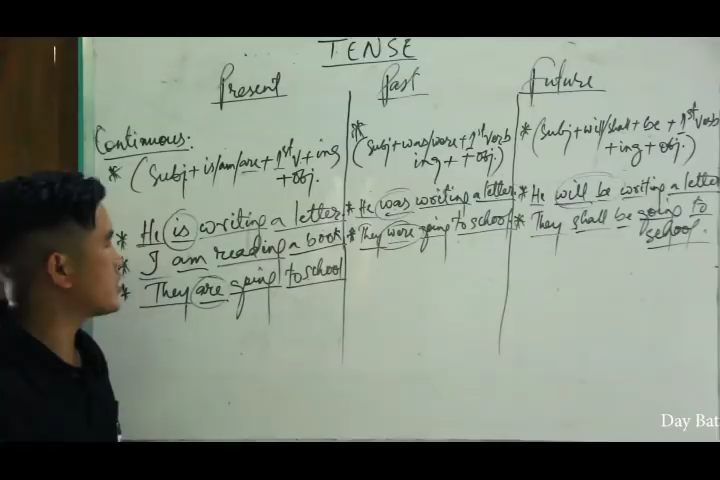 TENSE
Present
Past
Future
Continuous:
* (Subj + is/am/are + 1st V + ing
+ obj.
* He is writing a letter.
* I am reading a book
* They are going to school
* (Subj + was/were + 1st verb
ing + + obj.)
* He was writing a letter.
* They were going to school
* (Subj + will/shall + be + 1st verb
+ ing + obj.)
* He will be writing a letter
* They shall be going to
school.
Day Bat